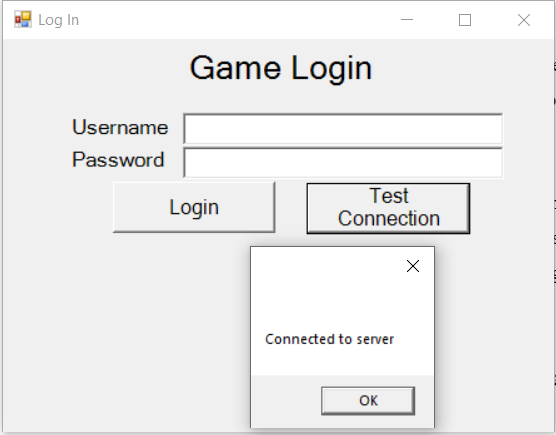 Log In
Game Login
Username
Password
Login
Test
Connection
Connected to server
OK